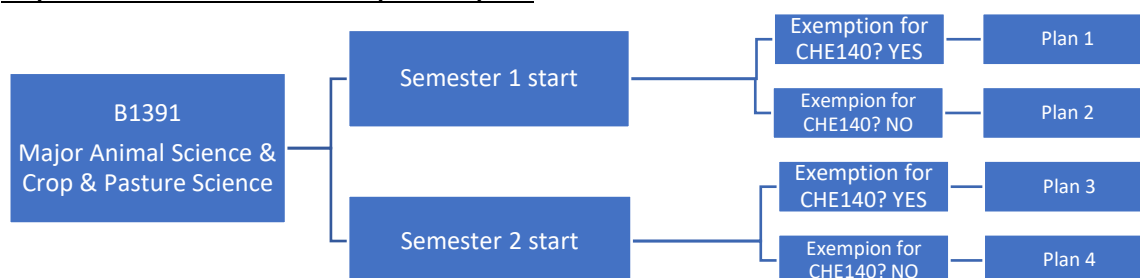 Exemption for
CHE140? YES
Plan 1
Semester 1 start
B1391
Major Animal Science &
Crop & Pasture Science
Exempion for
CHE140? NO
Plan 2
Exemption for
CHE140? YES
Plan 3
Semester 2 start
Exempion for
CHE140? NO
Plan 4